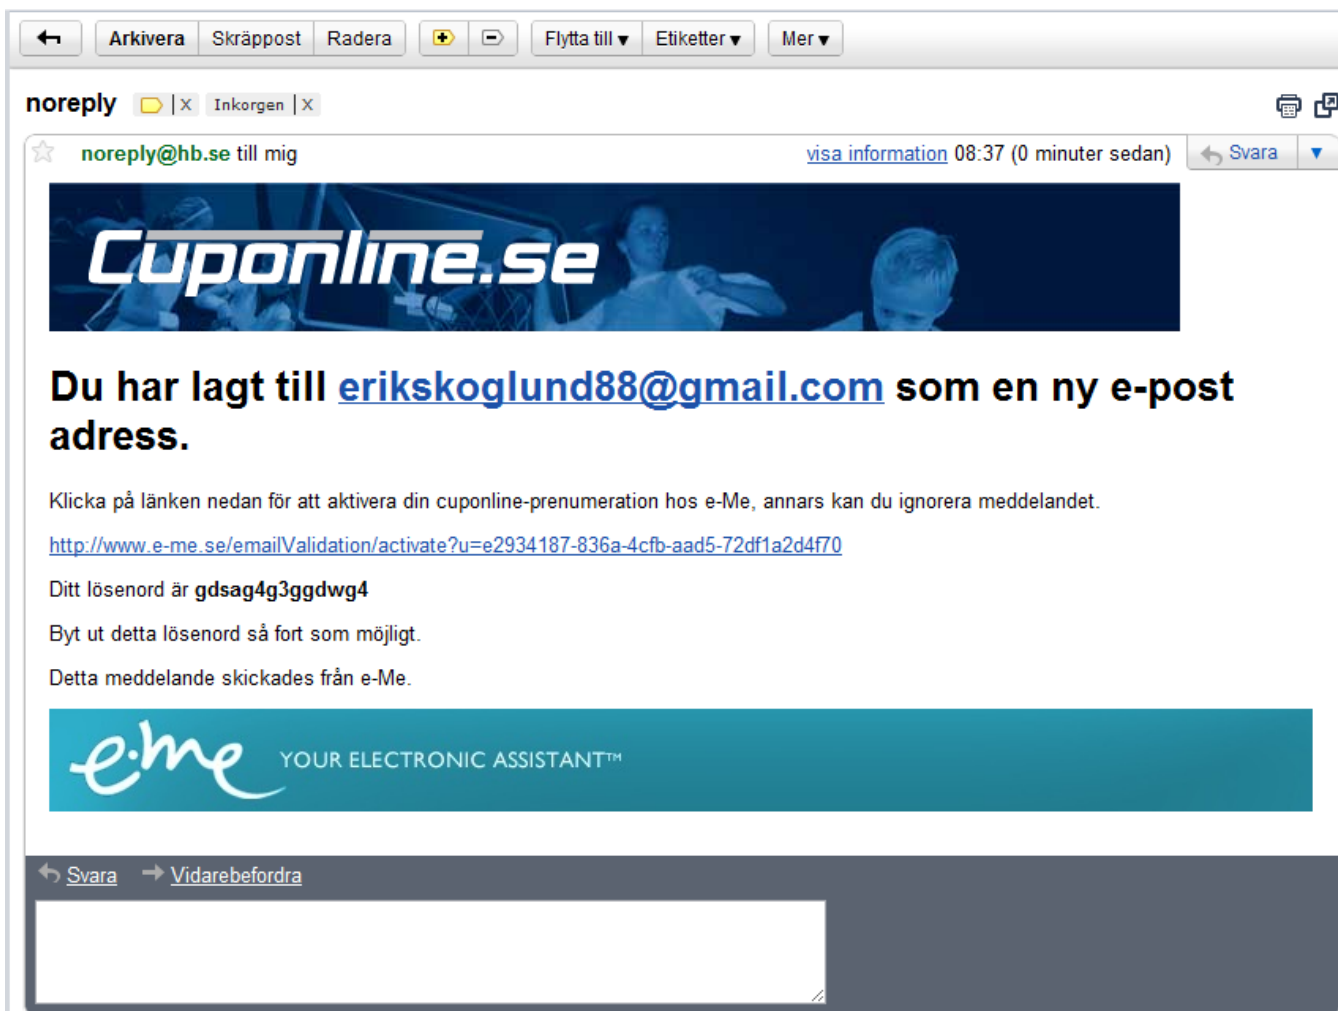 Arkivera Skräppost Radera Flytta till ▼ Etiketter ▼ Mer ▼
noreply | X Inkorgen | X
noreply@hb.se till mig visa information 08:37 (0 minuter sedan) Svara ▼
Cuponline.se
Du har lagt till erikskoglund88@gmail.com som en ny e-post
adress.
Klicka på länken nedan för att aktivera din cuponline-prenumeration hos e-Me, annars kan du ignorera meddelandet.
http://www.e-me.se/emailValidation/activate?u=e2934187-836a-4cfb-aad5-72df1a2d4f70
Ditt lösenord är gdsag4g3ggdwg4
Byt ut detta lösenord så fort som möjligt.
Detta meddelande skickades från e-Me.
e·me YOUR ELECTRONIC ASSISTANT™
Svara Vidarebefordra